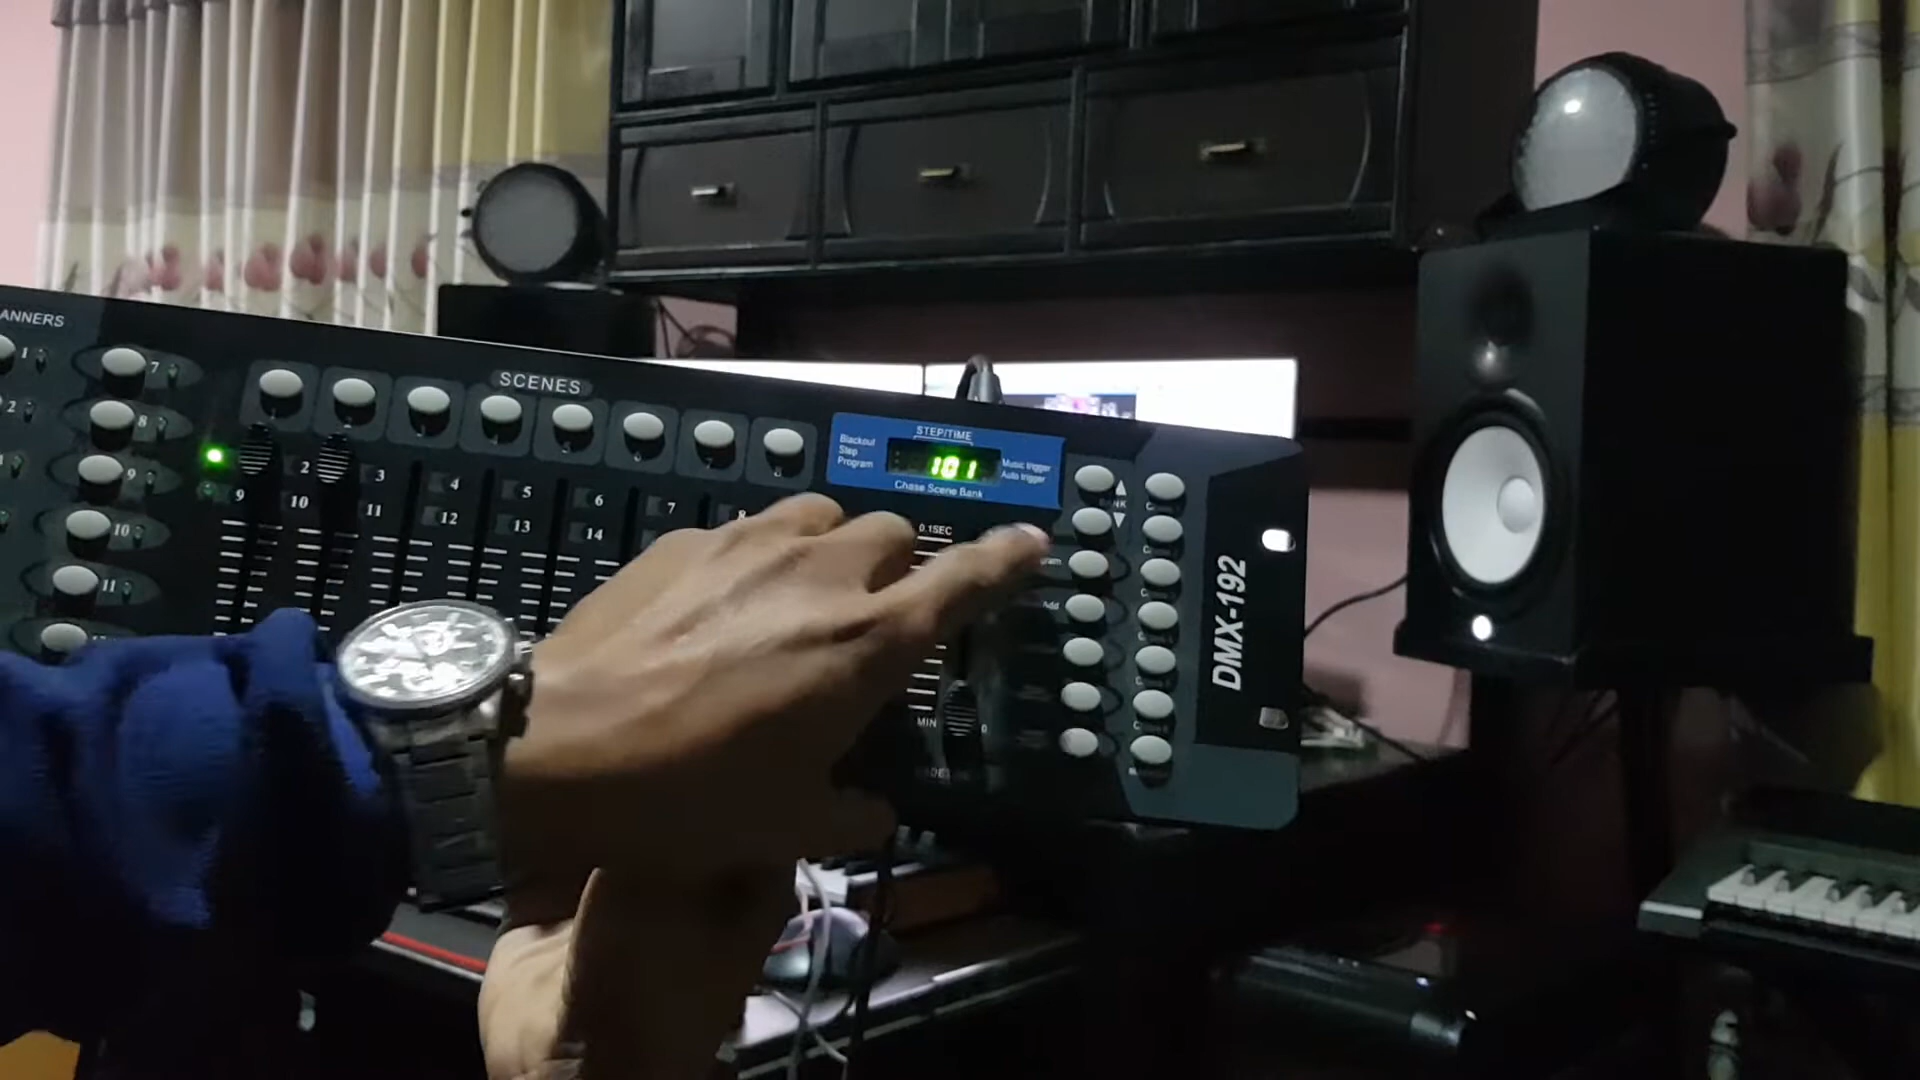 ANNERS
SCENES
STEP/TIME
Blackout
Step
Program
101
Music trigger
Auto trigger
Chase Scene Bank
1
2
7
8
9
10
11
2
3
4
5
6
7
8
9
10
11
12
13
14
0.1SEC
MIN
Add
DMX-192